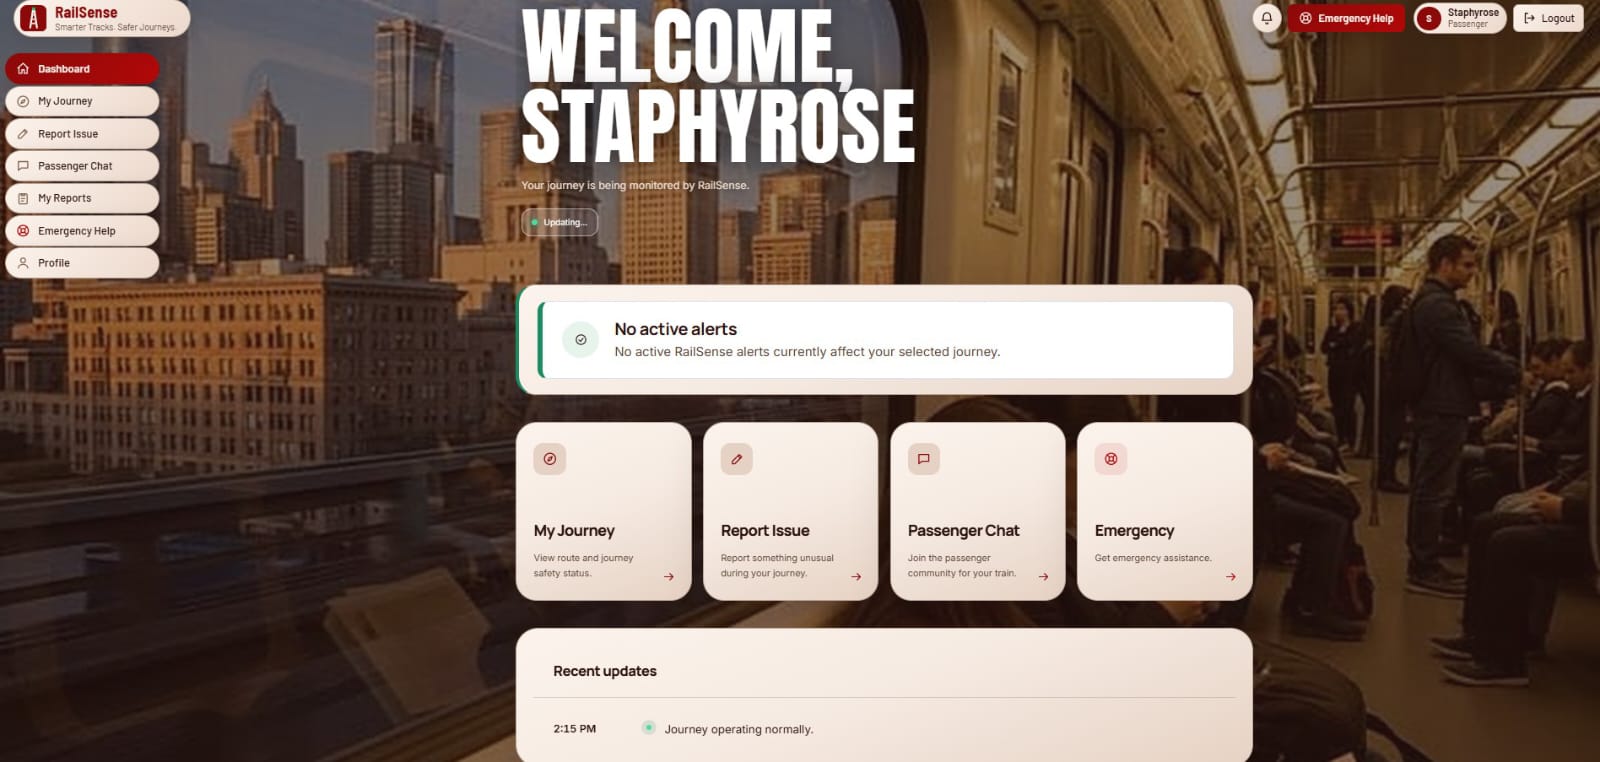 RailSense
Smarter Tracks. Safer Journeys.
Emergency Help
S
Staphyrose
Passenger
Logout
Dashboard
My Journey
Report Issue
Passenger Chat
My Reports
Emergency Help
Profile
WELCOME,
STAPHYROSE
Your journey is being monitored by RailSense.
Updating...
No active alerts
No active RailSense alerts currently affect your selected journey.
My Journey
View route and journey
safety status.
Report Issue
Report something unusual
during your journey.
Passenger Chat
Join the passenger
community for your train.
Emergency
Get emergency assistance.
Recent updates
2:15 PM
Journey operating normally.